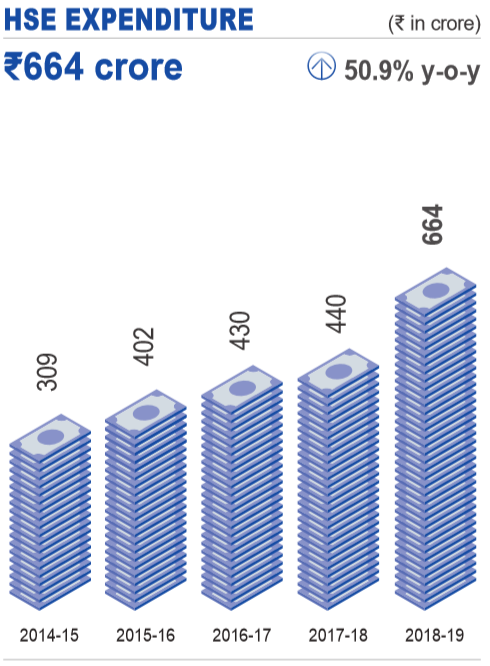 HSE EXPENDITURE (₹ in crore)
₹664 crore 50.9% y-o-y
309 402 430 440 664
2014-15 2015-16 2016-17 2017-18 2018-19